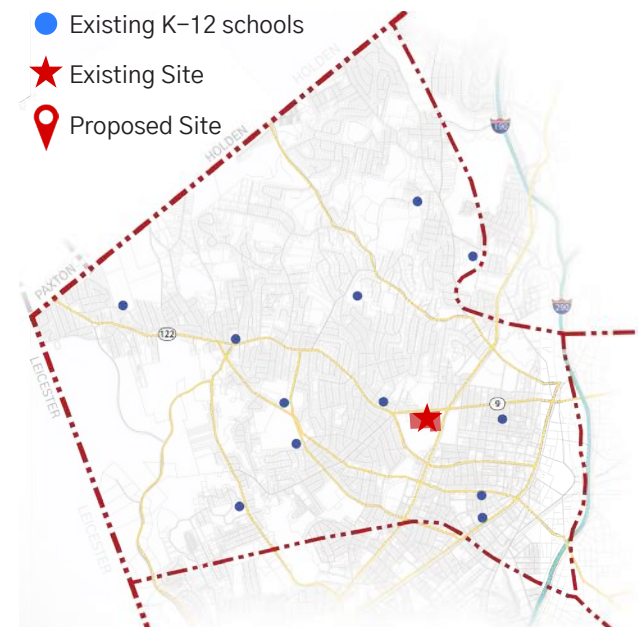 Existing K-12 schools
Existing Site
Proposed Site
HOLDEN
HOLDEN
190
PAXTON
290
122
LEICESTER
9
LEICESTER